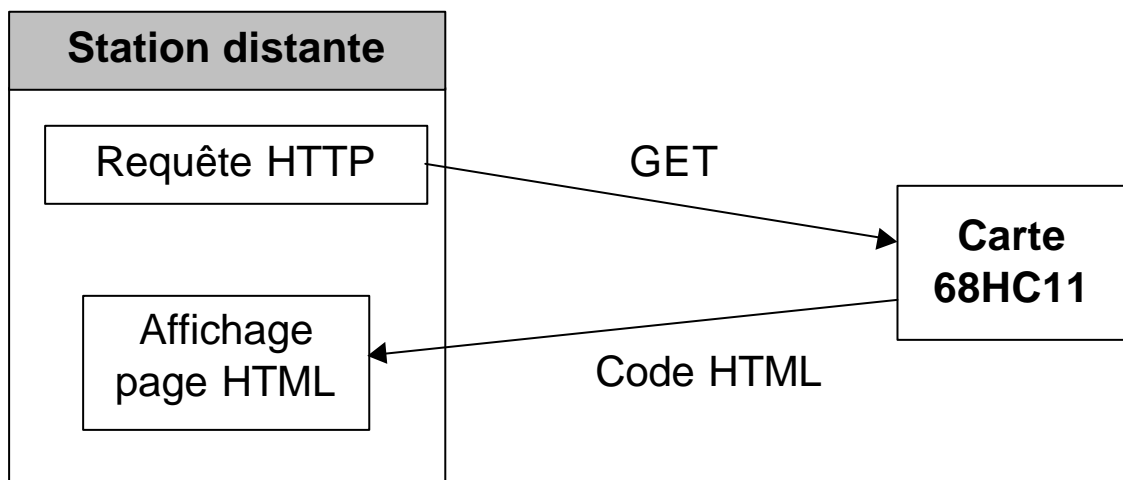 Station distante
Requête HTTP
GET
Carte
68HC11
Affichage
page HTML
Code HTML